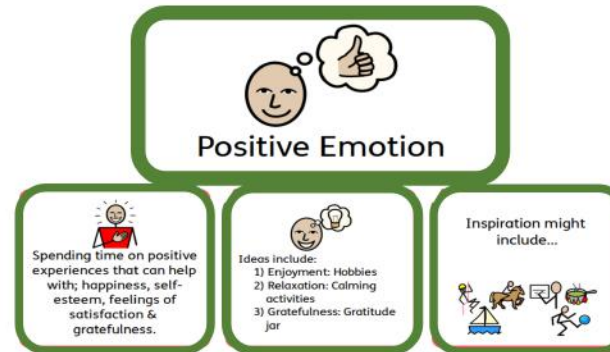 Positive Emotion
Spending time on positive
experiences that can help
with; happiness, self-
esteem, feelings of
satisfaction &
gratefulness.
Ideas include:
1) Enjoyment: Hobbies
2) Relaxation: Calming
activities
3) Gratefulness: Gratitude
jar
Inspiration might
include...